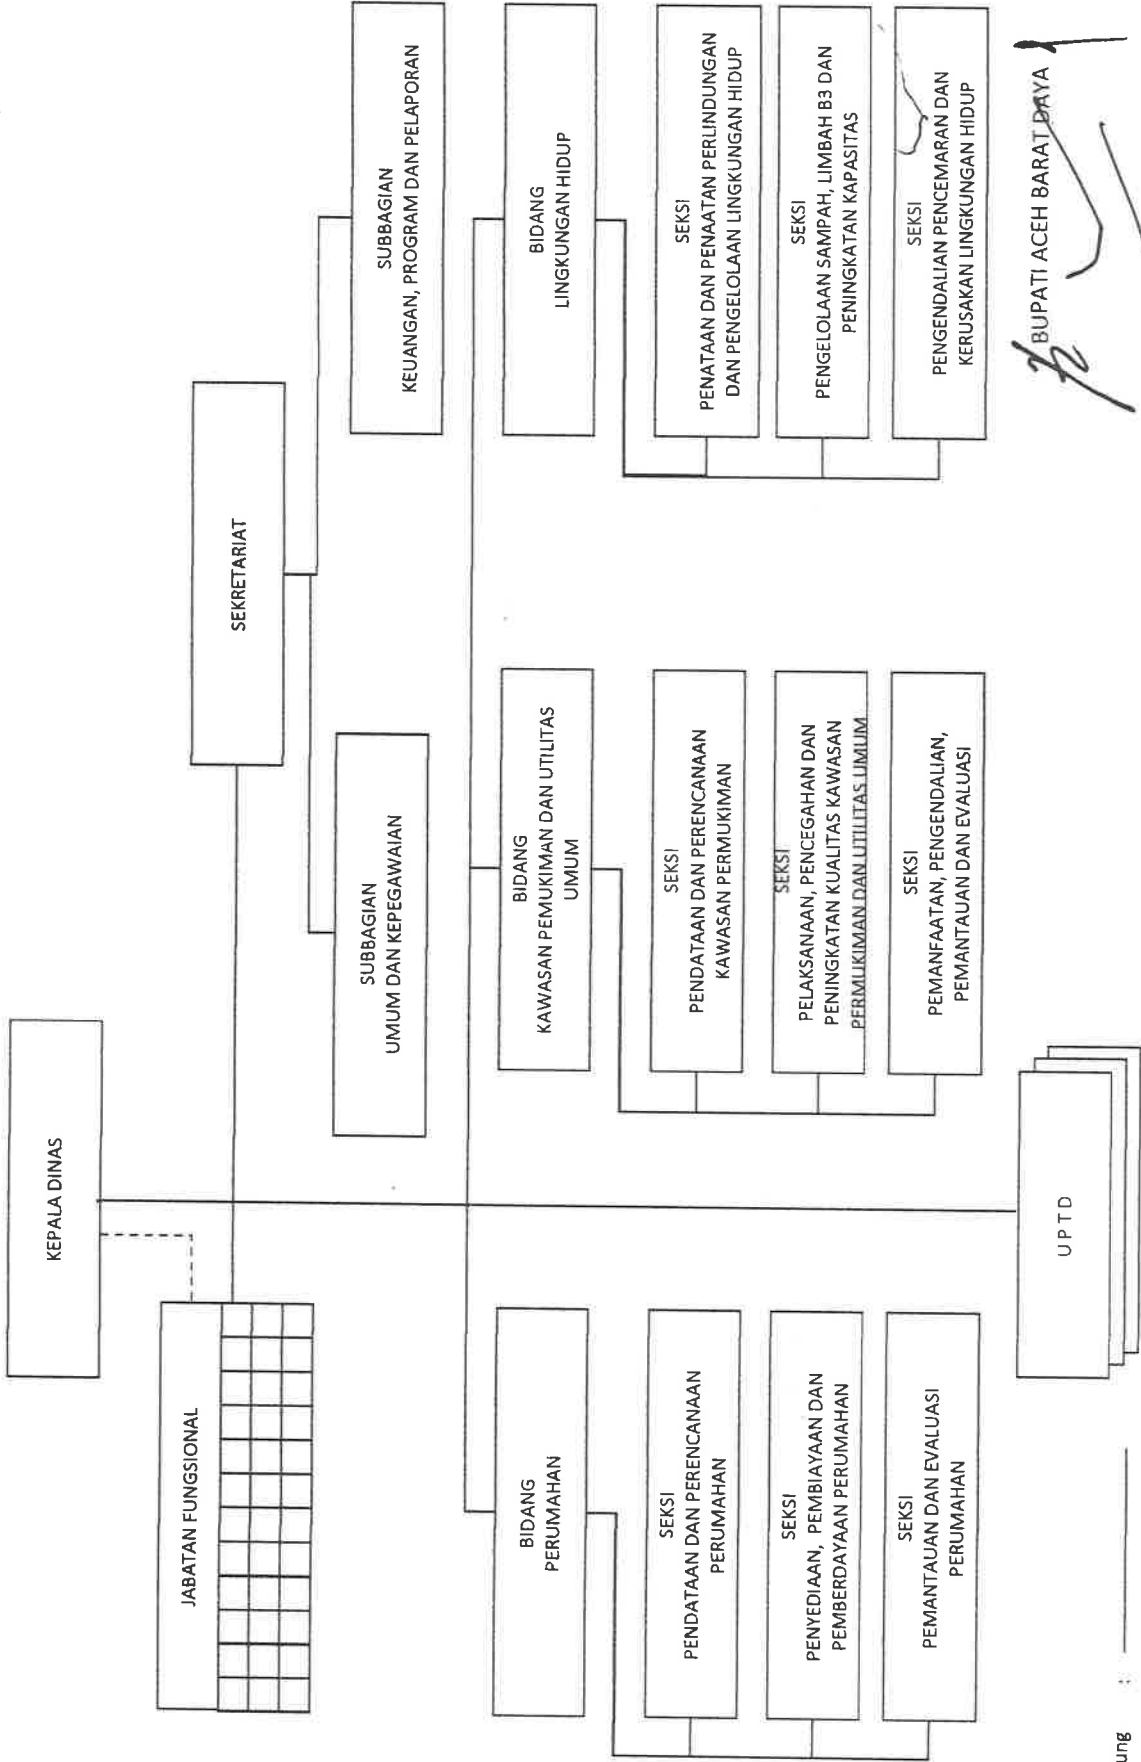 KEPALA DINAS
JABATAN FUNGSIONAL
SEKRETARIAT
SUBBAGIAN
UMUM DAN KEPEGAWAIAN
SUBBAGIAN
KEUANGAN, PROGRAM DAN PELAPORAN
BIDANG
PERUMAHAN
BIDANG
KAWASAN PEMUKIMAN DAN UTILITAS
UMUM
BIDANG
LINGKUNGAN HIDUP
SEKSI
PENDATAAN DAN PERENCANAAN
PERUMAHAN
SEKSI
PENDATAAN DAN PERENCANAAN
KAWASAN PERMUKIMAN
SEKSI
PENATAAN DAN PENAATAN PERLINDUNGAN
DAN PENGELOLAAN LINGKUNGAN HIDUP
SEKSI
PENYEDIAAN, PEMBIAYAAN DAN
PEMBERDAYAAN PERUMAHAN
SEKSI
PELAKSANAAN, PENCEGAHAN DAN
PENINGKATAN KUALITAS KAWASAN
PERMUKIMAN DAN UTILITAS UMUM
SEKSI
PENGELOLAAN SAMPAH, LIMBAH B3 DAN
PENINGKATAN KAPASITAS
SEKSI
PEMANTAUAN DAN EVALUASI
PERUMAHAN
SEKSI
PEMANFAATAN, PENGENDALIAN,
PEMANTAUAN DAN EVALUASI
SEKSI
PENGENDALIAN PENCEMARAN DAN
KERUSAKAN LINGKUNGAN HIDUP
UPTD
BUPATI ACEH BARAT DAYA
ung :